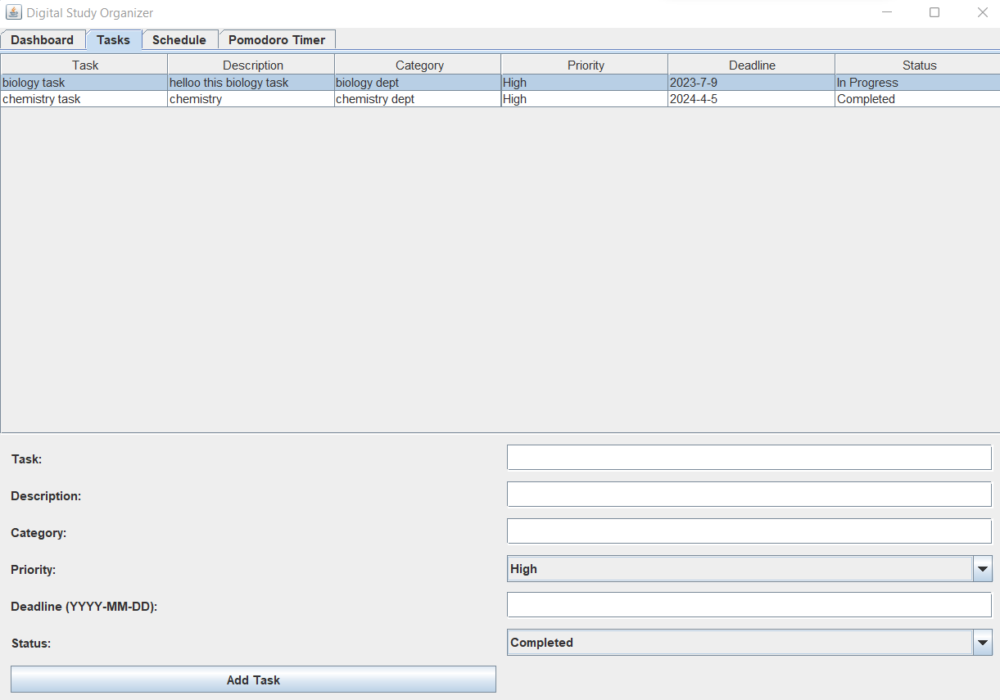 Digital Study Organizer
Dashboard Tasks Schedule Pomodoro Timer
Task Description Category Priority Deadline Status
biology task helloo this biology task biology dept High 2023-7-9 In Progress
chemistry task chemistry chemistry dept High 2024-4-5 Completed
Task:
Description:
Category:
Priority: High
Deadline (YYYY-MM-DD):
Status: Completed
Add Task